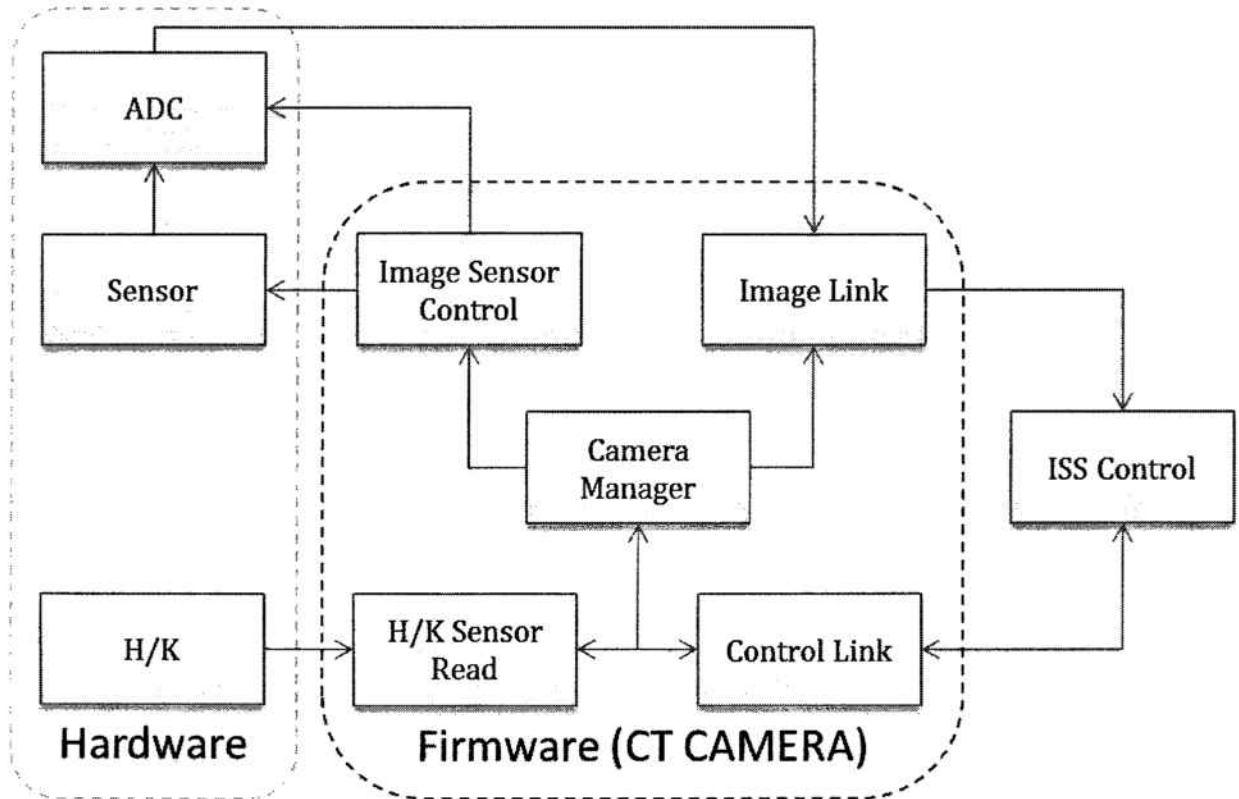 ADC
Sensor
Image Sensor
Control
Image Link
Camera
Manager
ISS Control
H/K
H/K Sensor
Read
Control Link
Hardware
Firmware (CT CAMERA)